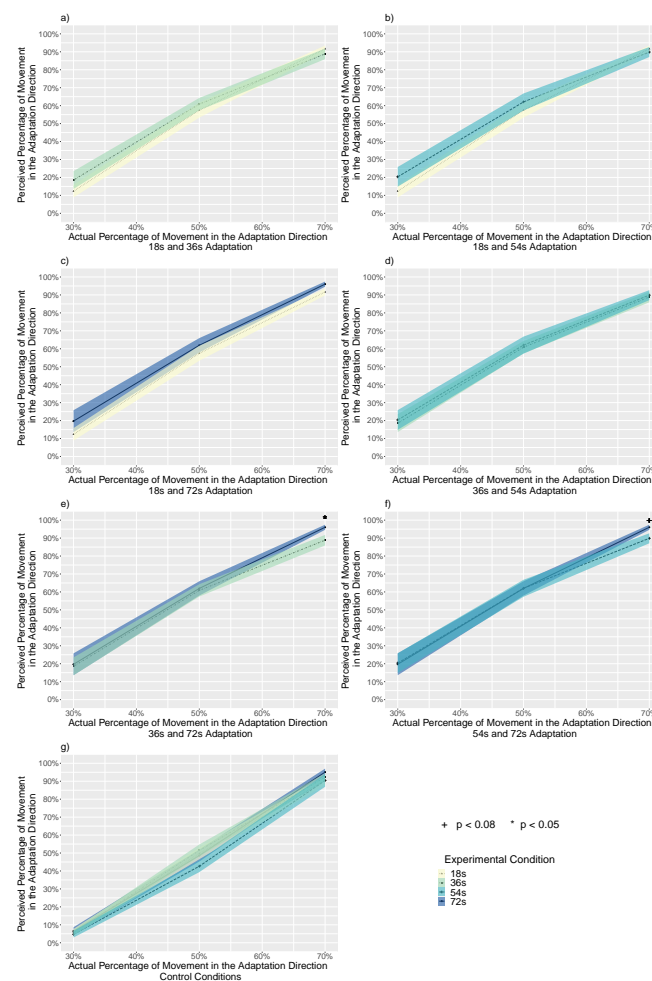 a)
100%
90%
80%
70%
60%
50%
40%
30%
20%
10%
0%
Perceived Percentage of Movement
in the Adaptation Direction
30%
40%
50%
60%
70%
Actual Percentage of Movement in the Adaptation Direction
18s and 36s Adaptation
b)
100%
90%
80%
70%
60%
50%
40%
30%
20%
10%
0%
Perceived Percentage of Movement
in the Adaptation Direction
30%
40%
50%
60%
70%
Actual Percentage of Movement in the Adaptation Direction
18s and 54s Adaptation
c)
100%
90%
80%
70%
60%
50%
40%
30%
20%
10%
0%
Perceived Percentage of Movement
in the Adaptation Direction
30%
40%
50%
60%
70%
Actual Percentage of Movement in the Adaptation Direction
18s and 72s Adaptation
d)
100%
90%
80%
70%
60%
50%
40%
30%
20%
10%
0%
Perceived Percentage of Movement
in the Adaptation Direction
30%
40%
50%
60%
70%
Actual Percentage of Movement in the Adaptation Direction
36s and 54s Adaptation
e)
100%
90%
80%
70%
60%
50%
40%
30%
20%
10%
0%
Perceived Percentage of Movement
in the Adaptation Direction
*
30%
40%
50%
60%
70%
Actual Percentage of Movement in the Adaptation Direction
36s and 72s Adaptation
f)
100%
90%
80%
70%
60%
50%
40%
30%
20%
10%
0%
Perceived Percentage of Movement
in the Adaptation Direction
+
30%
40%
50%
60%
70%
Actual Percentage of Movement in the Adaptation Direction
54s and 72s Adaptation
g)
100%
90%
80%
70%
60%
50%
40%
30%
20%
10%
0%
Perceived Percentage of Movement
in the Adaptation Direction
30%
40%
50%
60%
70%
Actual Percentage of Movement in the Adaptation Direction
Control Conditions
+ p < 0.08 * p < 0.05
Experimental Condition
18s
36s
54s
72s